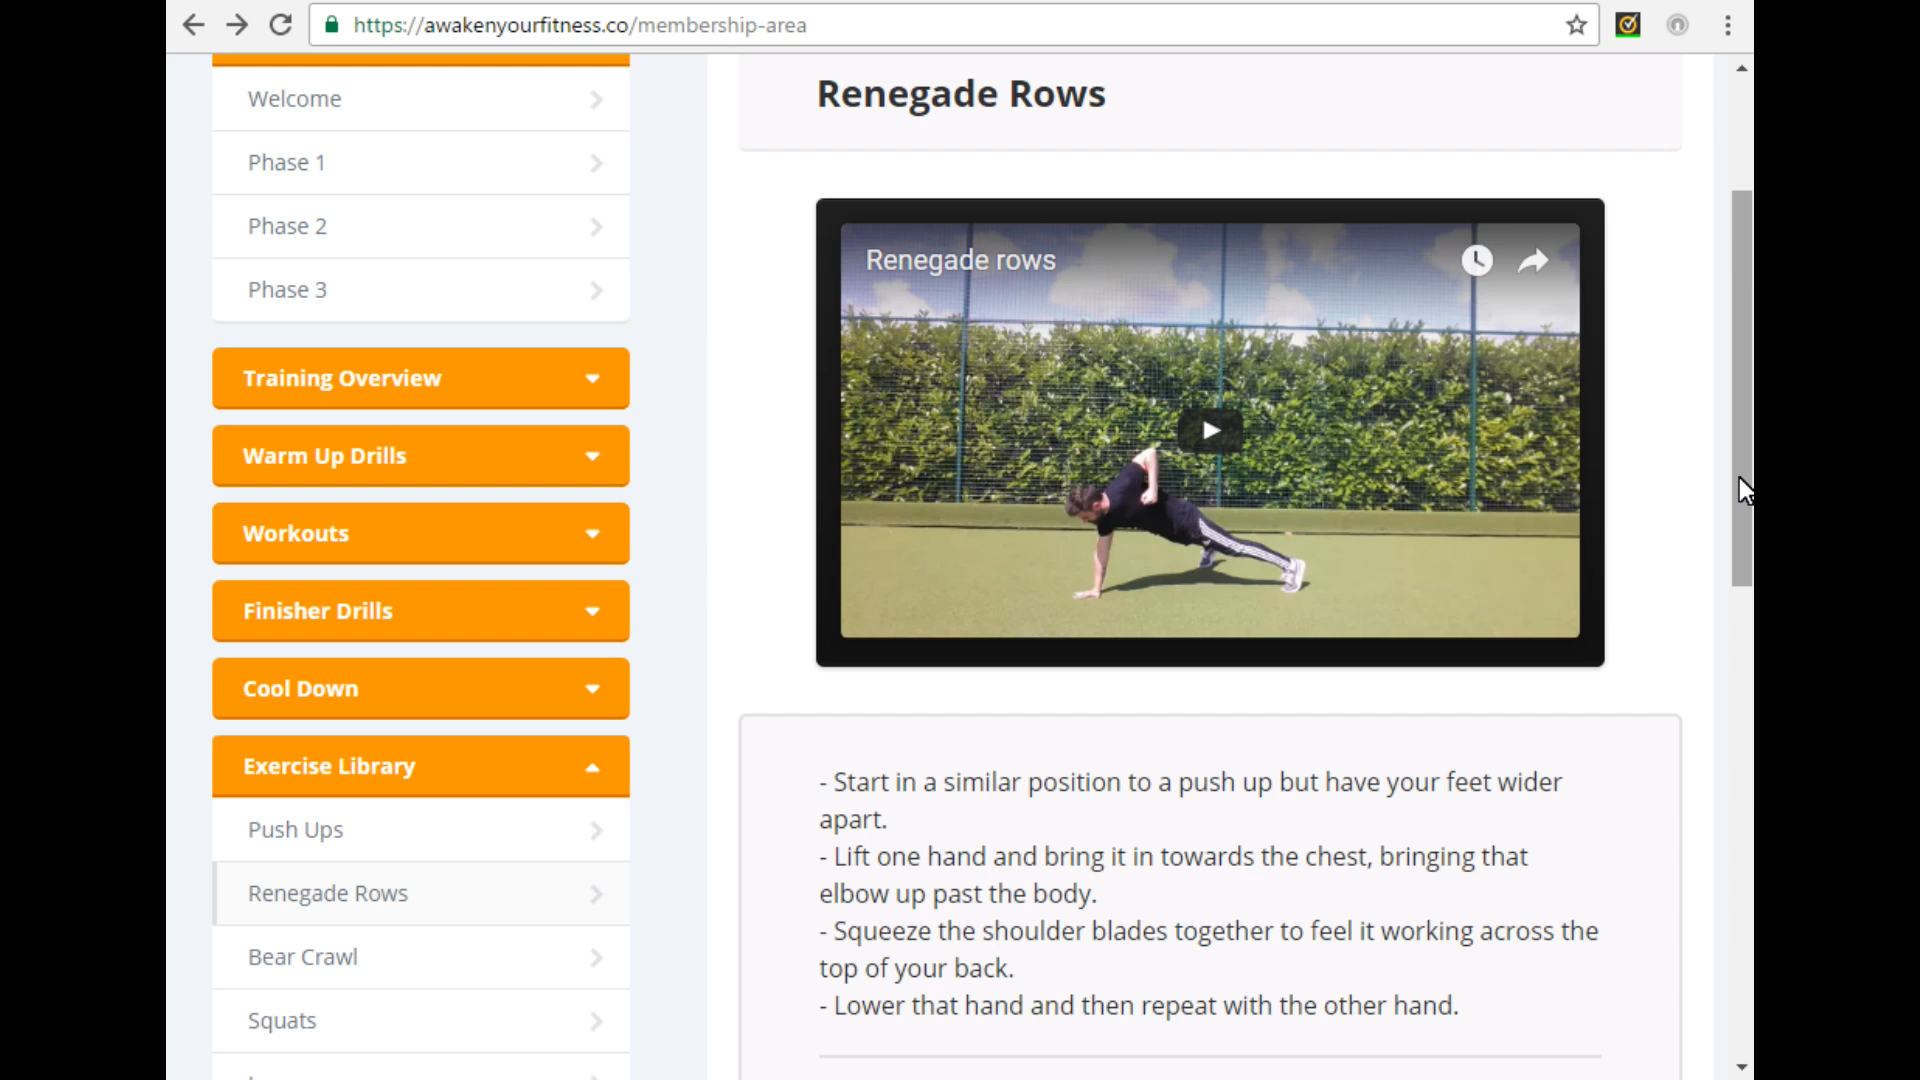 https://awakenyourfitness.co/membership-area
Welcome
Phase 1
Phase 2
Phase 3
Training Overview
Warm Up Drills
Workouts
Finisher Drills
Cool Down
Exercise Library
Push Ups
Renegade Rows
Bear Crawl
Squats
Renegade Rows
Renegade rows
- Start in a similar position to a push up but have your feet wider
apart.
- Lift one hand and bring it in towards the chest, bringing that
elbow up past the body.
- Squeeze the shoulder blades together to feel it working across the
top of your back.
- Lower that hand and then repeat with the other hand.